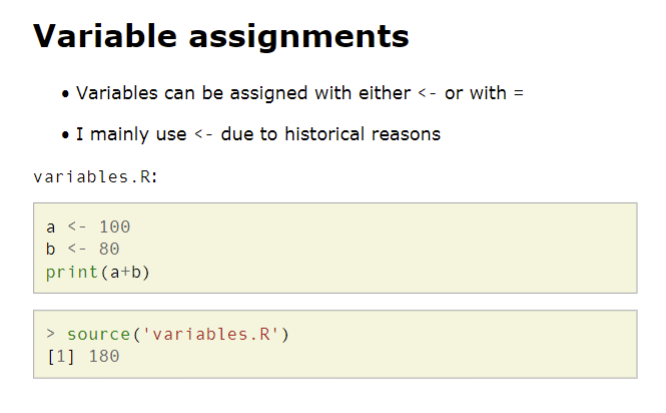 Variable assignments
• Variables can be assigned with either <- or with =
• I mainly use <- due to historical reasons
variables.R:
a <- 100
b <- 80
print(a+b)
> source('variables.R')
[1] 180